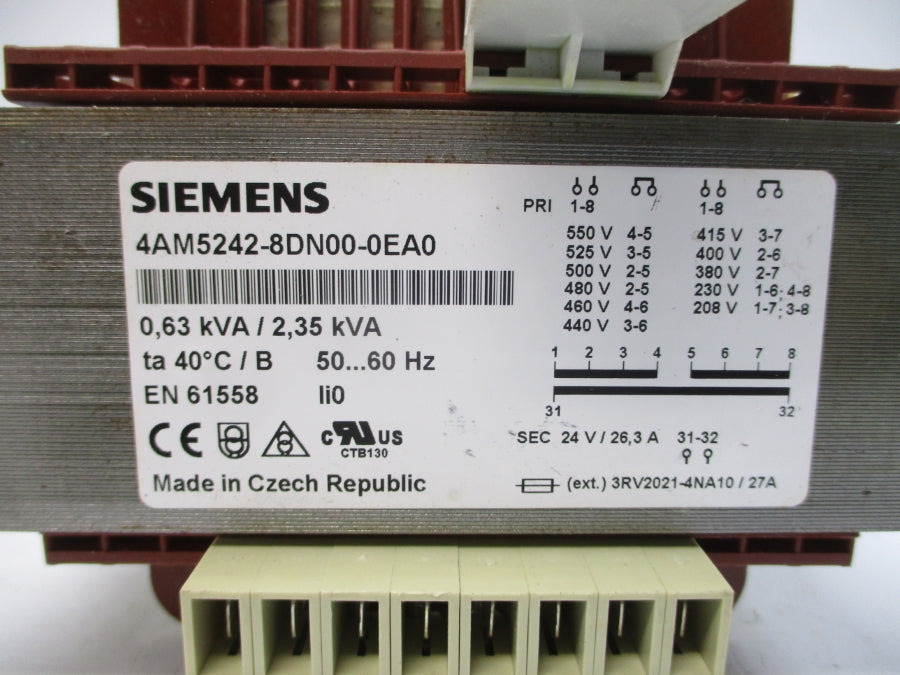 SIEMENS
4AM5242-8DN00-0EA0
0,63 kVA / 2,35 kVA
ta 40°C / B 50...60 Hz
EN 61558 Ii0
CE c RU US
CTB130
Made in Czech Republic
PRI 1-8 1-8
550 V 4-5 415 V 3-7
525 V 3-5 400 V 2-6
500 V 2-5 380 V 2-7
480 V 2-5 230 V 1-6; 4-8
460 V 4-6 208 V 1-7; 3-8
440 V 3-6
1 2 3 4 5 6 7 8
31 32
SEC 24 V / 26,3 A 31-32
(ext.) 3RV2021-4NA10 / 27A